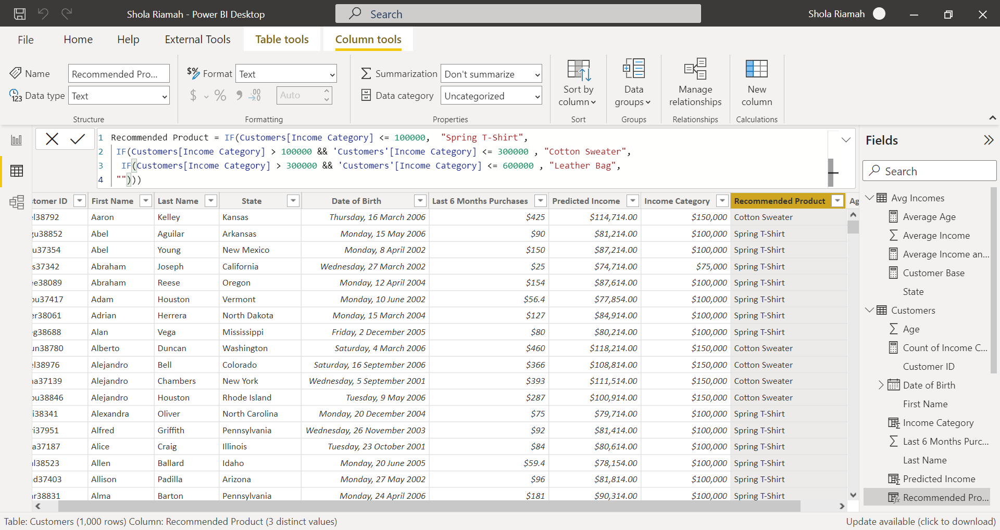 Shola Riamah - Power BI Desktop
Search
Shola Riamah
File Home Help External Tools Table tools Column tools
Name Recommended Pro...
Data type Text
Structure
$% Format Text
$ % 9 .00 Auto
Formatting
Summarization Don't summarize
Data category Uncategorized
Properties
Sort by
column
Sort
Data
groups
Groups
Manage
relationships
Relationships
New
column
Calculations
1 Recommended Product = IF(Customers[Income Category] <= 100000, "Spring T-Shirt",
2 IF(Customers[Income Category] > 100000 && 'Customers'[Income Category] <= 300000 , "Cotton Sweater",
3 IF(Customers[Income Category] > 300000 && 'Customers'[Income Category] <= 600000 , "Leather Bag",
4 "")))
tomer ID First Name Last Name State Date of Birth Last 6 Months Purchases Predicted Income Income Category Recommended Product Ag
l38792 Aaron Kelley Kansas Thursday, 16 March 2006 $425 $114,714.00 $150,000 Cotton Sweater
gu38852 Abel Aguilar Arkansas Monday, 15 May 2006 $90 $81,214.00 $100,000 Spring T-Shirt
u37354 Abel Young New Mexico Monday, 8 April 2002 $150 $87,214.00 $100,000 Spring T-Shirt
s37342 Abraham Joseph California Wednesday, 27 March 2002 $25 $74,714.00 $75,000 Spring T-Shirt
e38089 Abraham Reese Oregon Monday, 12 April 2004 $154 $87,614.00 $100,000 Spring T-Shirt
ou37417 Adam Houston Vermont Monday, 10 June 2002 $56.4 $77,854.00 $100,000 Spring T-Shirt
er38061 Adrian Herrera North Dakota Monday, 15 March 2004 $127 $84,914.00 $100,000 Spring T-Shirt
g38688 Alan Vega Mississippi Friday, 2 December 2005 $80 $80,214.00 $100,000 Spring T-Shirt
un38780 Alberto Duncan Washington Saturday, 4 March 2006 $460 $118,214.00 $150,000 Cotton Sweater
l38976 Alejandro Bell Colorado Saturday, 16 September 2006 $366 $108,814.00 $150,000 Cotton Sweater
a37139 Alejandro Chambers New York Wednesday, 5 September 2001 $393 $111,514.00 $150,000 Cotton Sweater
ou38846 Alejandro Houston Rhode Island Tuesday, 9 May 2006 $287 $100,914.00 $150,000 Cotton Sweater
i38341 Alexandra Oliver North Carolina Monday, 20 December 2004 $75 $79,714.00 $100,000 Spring T-Shirt
ri37951 Alfred Griffith Pennsylvania Wednesday, 26 November 2003 $92 $81,414.00 $100,000 Spring T-Shirt
a37187 Alice Craig Illinois Tuesday, 23 October 2001 $84 $80,614.00 $100,000 Spring T-Shirt
l38523 Allen Ballard Idaho Monday, 20 June 2005 $59.4 $78,154.00 $100,000 Spring T-Shirt
d37403 Allison Padilla Arizona Monday, 27 May 2002 $96 $81,814.00 $100,000 Spring T-Shirt
r38831 Alma Barton Pennsylvania Monday, 24 April 2006 $181 $90,314.00 $100,000 Spring T-Shirt
Fields
Search
Avg Incomes
Average Age
Average Income
Average Income an...
Customer Base
State
Customers
Age
Count of Income C...
Customer ID
Date of Birth
First Name
Income Category
Last 6 Months Purc...
Last Name
Predicted Income
Recommended Pro...
Table: Customers (1,000 rows) Column: Recommended Product (3 distinct values)
Update available (click to download)